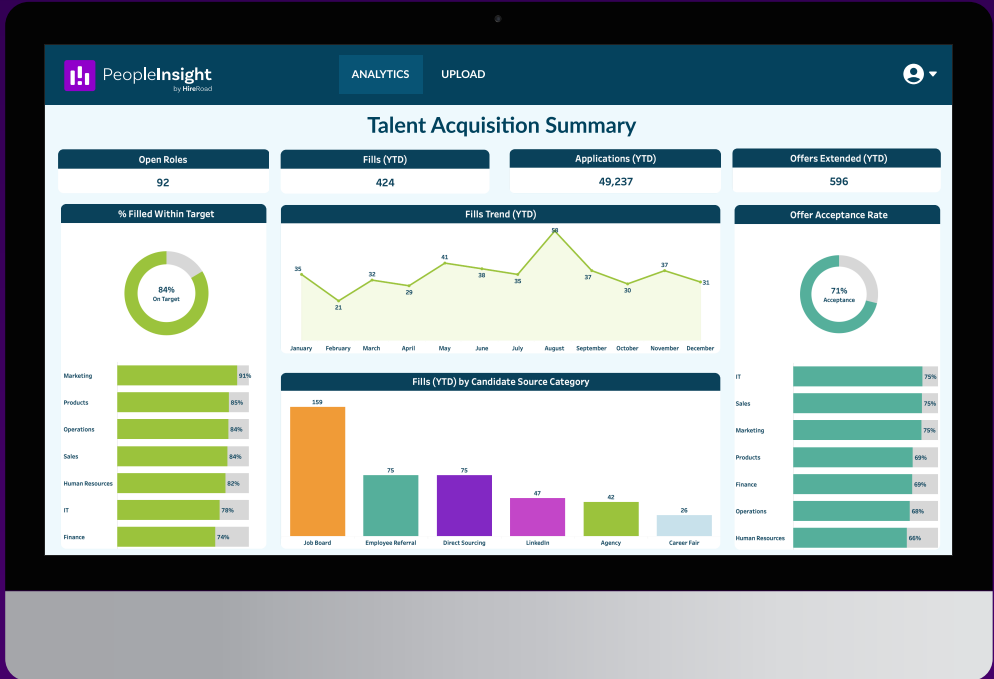 PeopleInsight
by HireRoad
ANALYTICS
UPLOAD
Talent Acquisition Summary
Open Roles
92
Fills (YTD)
424
Applications (YTD)
49,237
Offers Extended (YTD)
596
% Filled Within Target
84%
On Target
Marketing 91%
Products 85%
Operations 84%
Sales 84%
Human Resources 82%
IT 78%
Finance 74%
Fills Trend (YTD)
35
21
32
29
41
38
35
58
37
30
37
31
January February March April May June July August September October November December
Fills (YTD) by Candidate Source Category
159
75
75
47
42
26
Job Board Employee Referral Direct Sourcing LinkedIn Agency Career Fair
Offer Acceptance Rate
71%
Acceptance
IT 75%
Sales 75%
Marketing 75%
Products 69%
Finance 69%
Operations 68%
Human Resources 66%